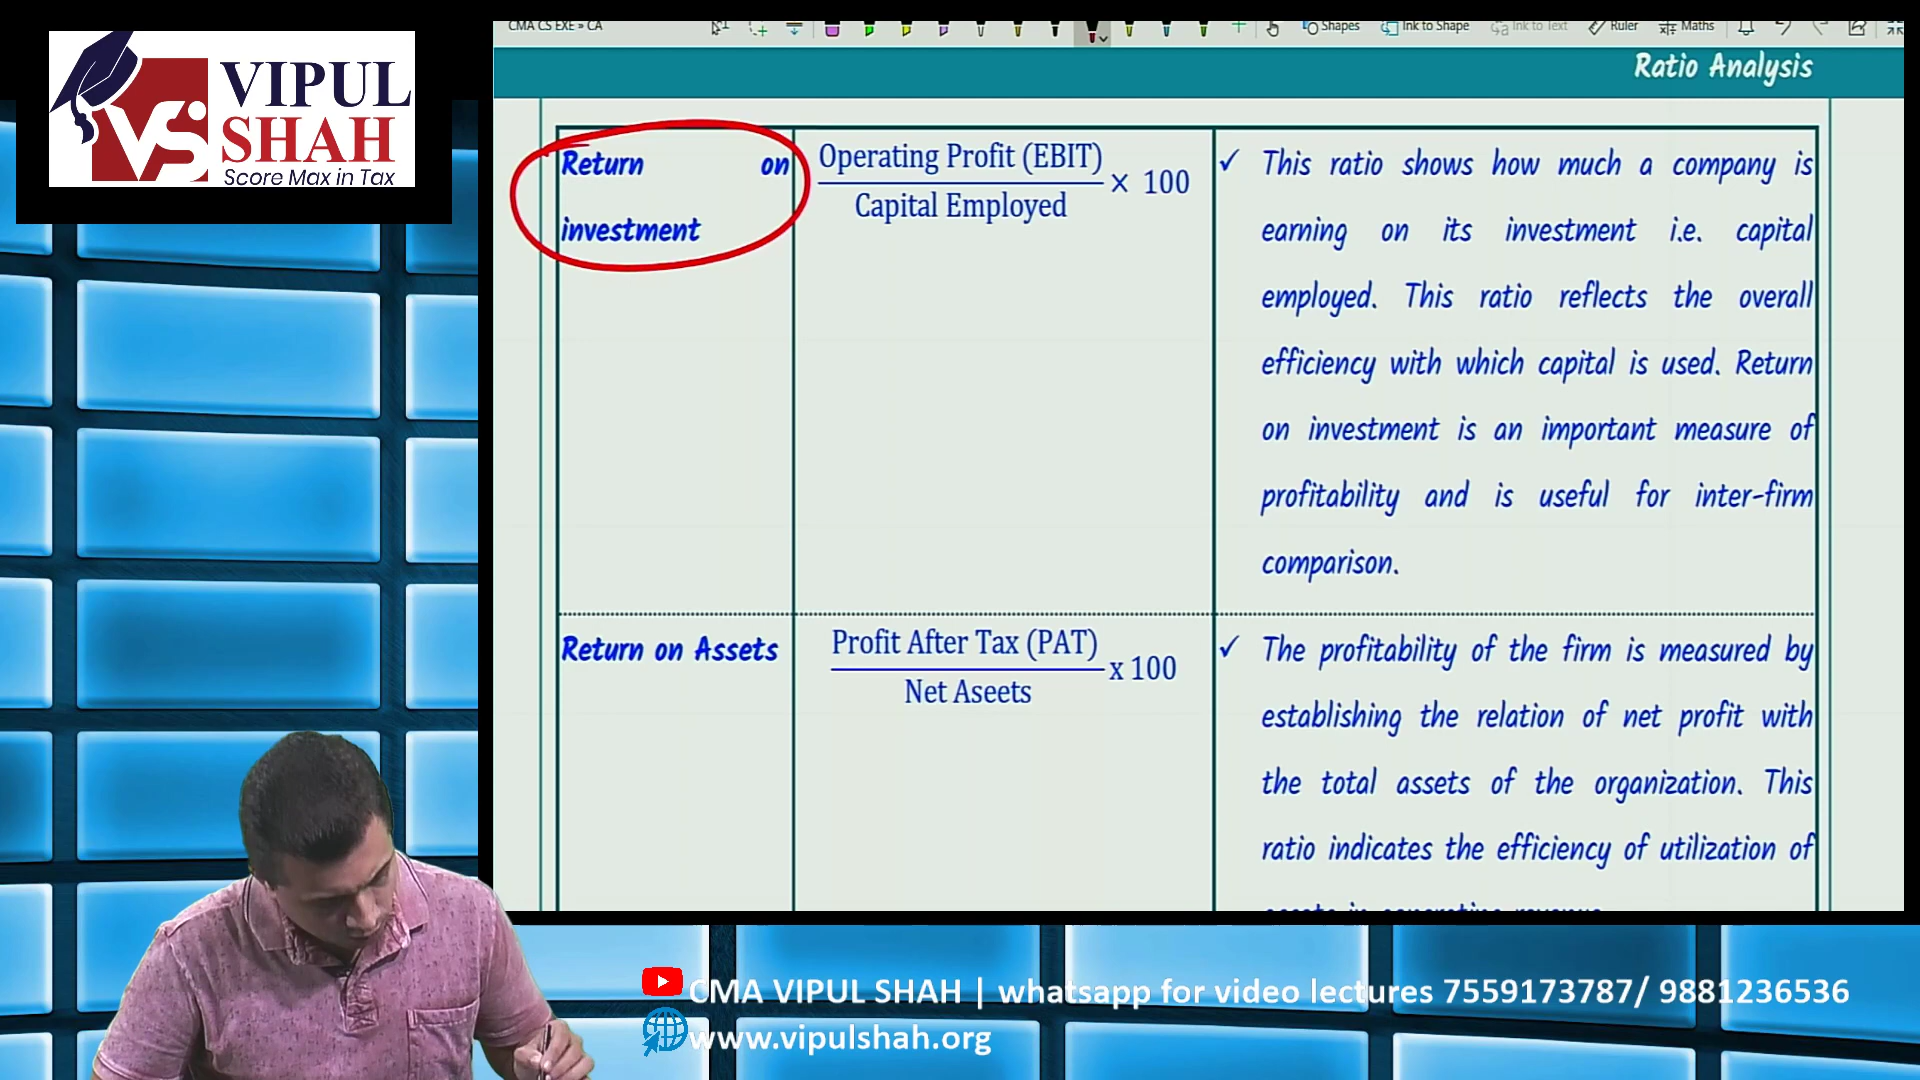 VIPUL
SHAH
Score Max in Tax
CMA CS EXE » CA
Shapes
Ink to Shape
Ink to Text
Ruler
Maths
Ratio Analysis
Return on
investment
Operating Profit (EBIT)
Capital Employed
× 100
✓ This ratio shows how much a company is
earning on its investment i.e. capital
employed. This ratio reflects the overall
efficiency with which capital is used. Return
on investment is an important measure of
profitability and is useful for inter-firm
comparison.
Return on Assets
Profit After Tax (PAT)
Net Aseets
x 100
✓ The profitability of the firm is measured by
establishing the relation of net profit with
the total assets of the organization. This
ratio indicates the efficiency of utilization of
CMA VIPUL SHAH | whatsapp for video lectures 7559173787/ 9881236536
www.vipulshah.org